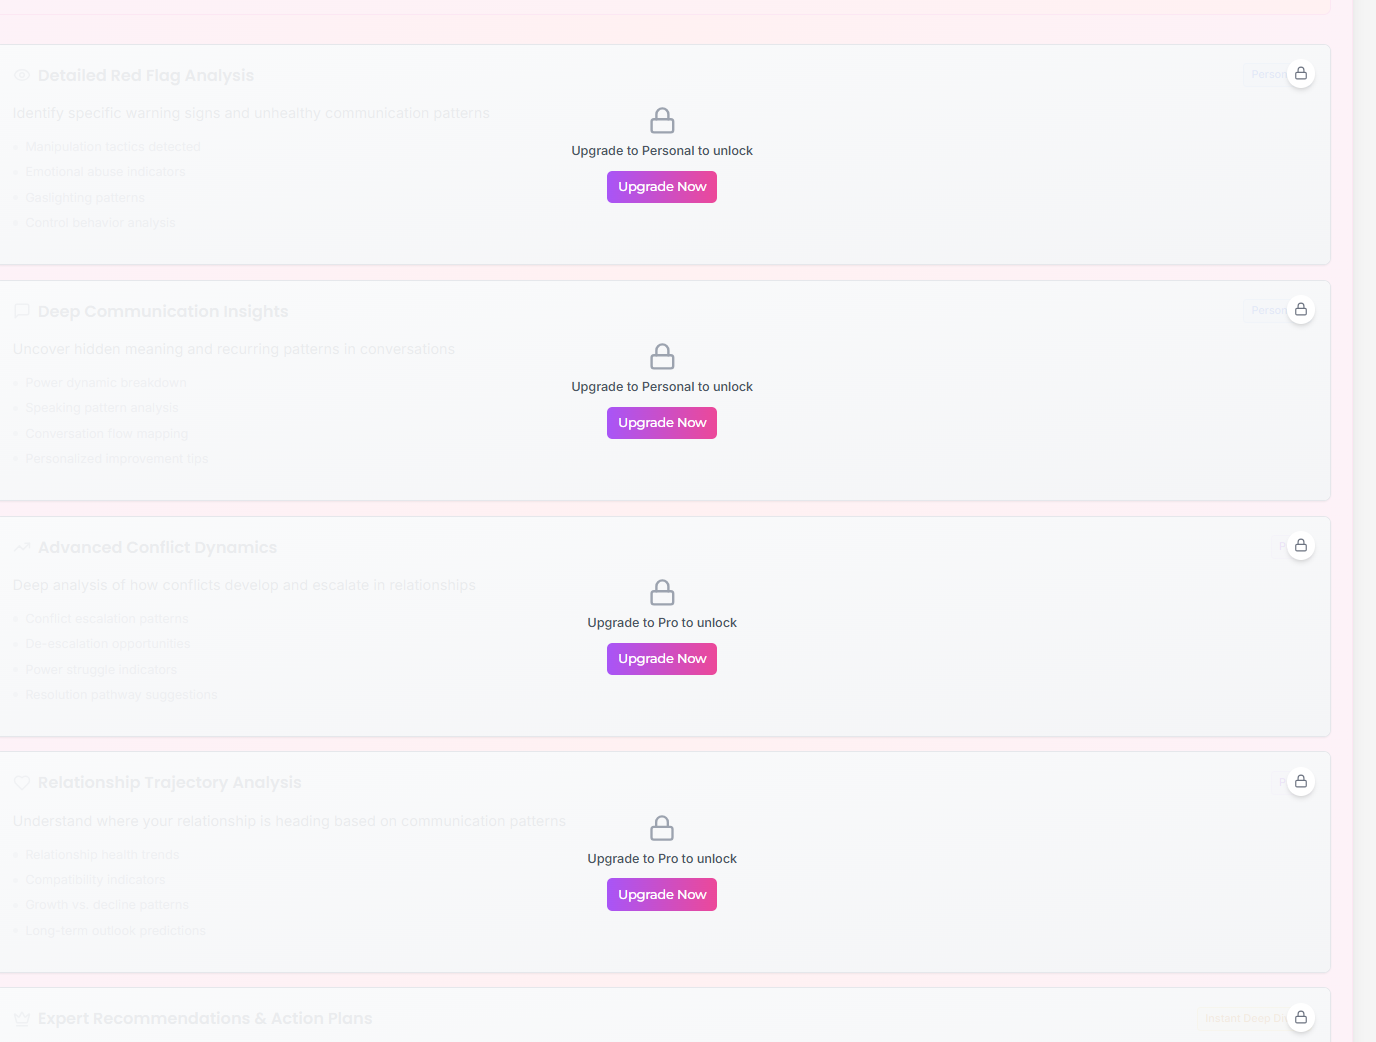 Detailed Red Flag Analysis
Identify specific warning signs and unhealthy communication patterns
• Manipulation tactics detected
• Emotional abuse indicators
• Gaslighting patterns
• Control behavior analysis
Upgrade to Personal to unlock
Upgrade Now
Deep Communication Insights
Uncover hidden meaning and recurring patterns in conversations
• Power dynamic breakdown
• Speaking pattern analysis
• Conversation flow mapping
• Personalized improvement tips
Upgrade to Personal to unlock
Upgrade Now
Advanced Conflict Dynamics
Deep analysis of how conflicts develop and escalate in relationships
• Conflict escalation patterns
• De-escalation opportunities
• Power struggle indicators
• Resolution pathway suggestions
Upgrade to Pro to unlock
Upgrade Now
Relationship Trajectory Analysis
Understand where your relationship is heading based on communication patterns
• Relationship health trends
• Compatibility indicators
• Growth vs. decline patterns
• Long-term outlook predictions
Upgrade to Pro to unlock
Upgrade Now
Expert Recommendations & Action Plans
Instant Deep